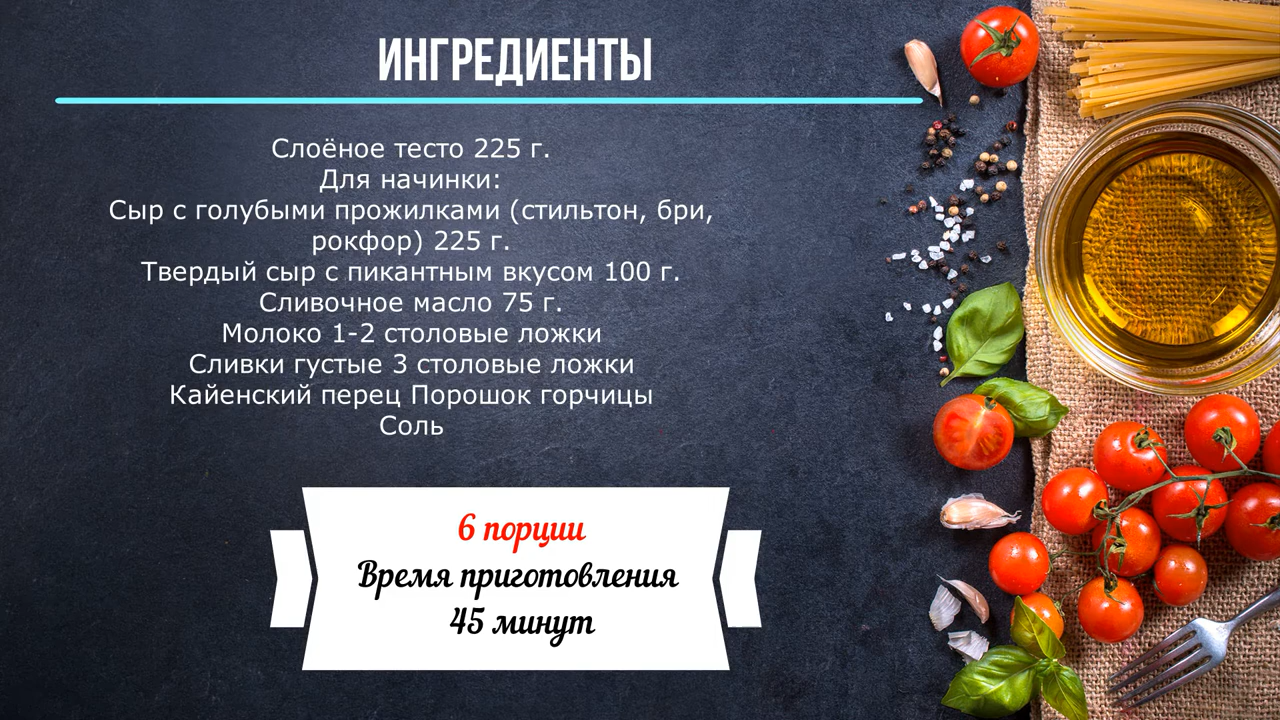 ИНГРЕДИЕНТЫ
Слоёное тесто 225 г.
Для начинки:
Сыр с голубыми прожилками (стильтон, бри,
рокфор) 225 г.
Твердый сыр с пикантным вкусом 100 г.
Сливочное масло 75 г.
Молоко 1-2 столовые ложки
Сливки густые 3 столовые ложки
Кайенский перец Порошок горчицы
Соль
6 порции
Время приготовления
45 минут